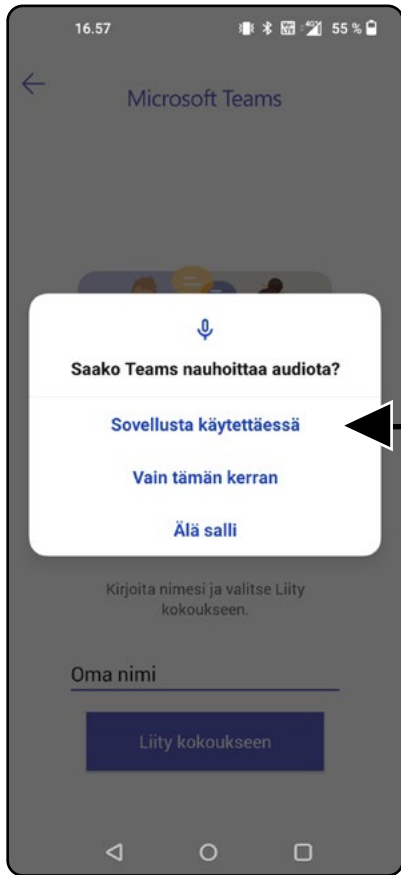 16.57
55 %
Microsoft Teams
Saako Teams nauhoittaa audiota?
Sovellusta käytettäessä
Vain tämän kerran
Älä salli
Kirjoita nimesi ja valitse Liity
kokoukseen.
Oma nimi
Liity kokoukseen